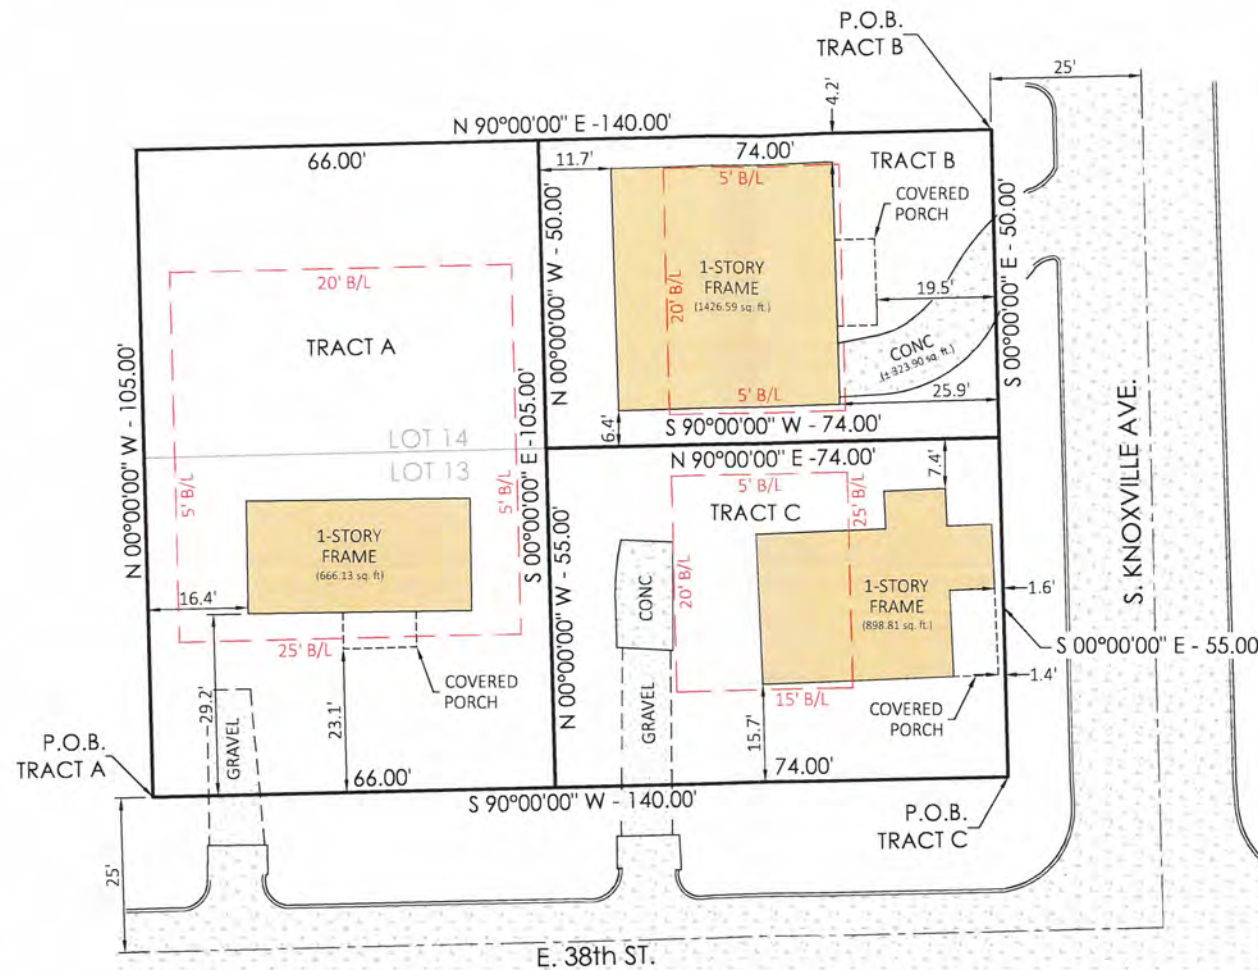 P.O.B.
TRACT B
25'
4.2'
N 90°00'00" E -140.00'
66.00'
74.00'
11.7'
TRACT B
5' B/L
COVERED
PORCH
N 00°00'00" W - 50.00'
S 00°00'00" E - 50.00'
20' B/L
1-STORY
FRAME
(1426.59 sq. ft.)
19.5'
CONC
(± 323.90 sq. ft.)
5' B/L
25.9'
6.4'
S 90°00'00" W - 74.00'
20' B/L
TRACT A
N 00°00'00" W - 105.00'
S 00°00'00" E -105.00'
LOT 14
LOT 13
5' B/L
5' B/L
1-STORY
FRAME
(666.13 sq. ft)
16.4'
25' B/L
29.2'
23.1'
COVERED
PORCH
GRAVEL
P.O.B.
TRACT A
66.00'
S 90°00'00" W - 140.00'
N 90°00'00" E -74.00'
7.4'
5' B/L
25' B/L
TRACT C
N 00°00'00" W - 55.00'
CONC
20' B/L
1-STORY
FRAME
(898.81 sq. ft.)
1.6'
S 00°00'00" E - 55.00
1.4'
15' B/L
COVERED
PORCH
GRAVEL
15.7'
74.00'
P.O.B.
TRACT C
S. KNOXVILLE AVE.
25'
E. 38th ST.